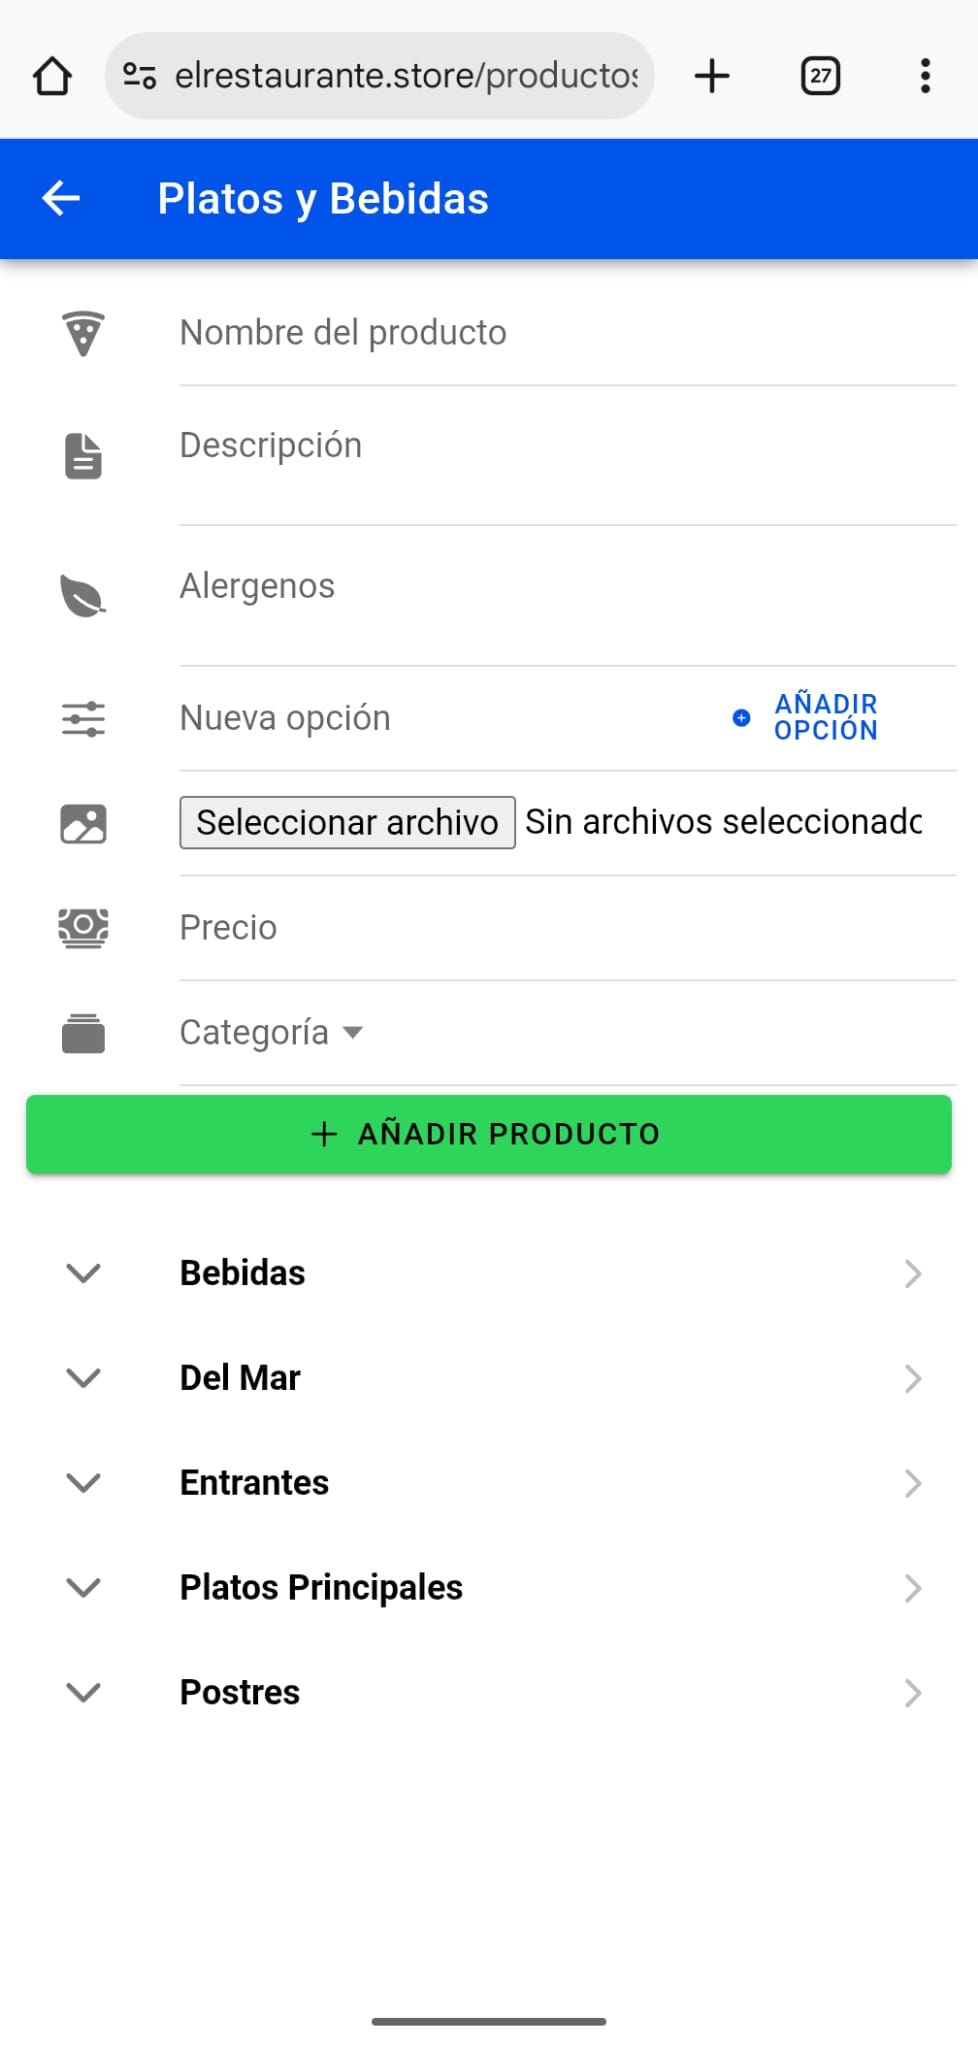 elrestaurante.store/productos
27
Platos y Bebidas
Nombre del producto
Descripción
Alergenos
Nueva opción
AÑADIR
OPCIÓN
Seleccionar archivo Sin archivos seleccionado
Precio
Categoría
+ AÑADIR PRODUCTO
Bebidas
Del Mar
Entrantes
Platos Principales
Postres